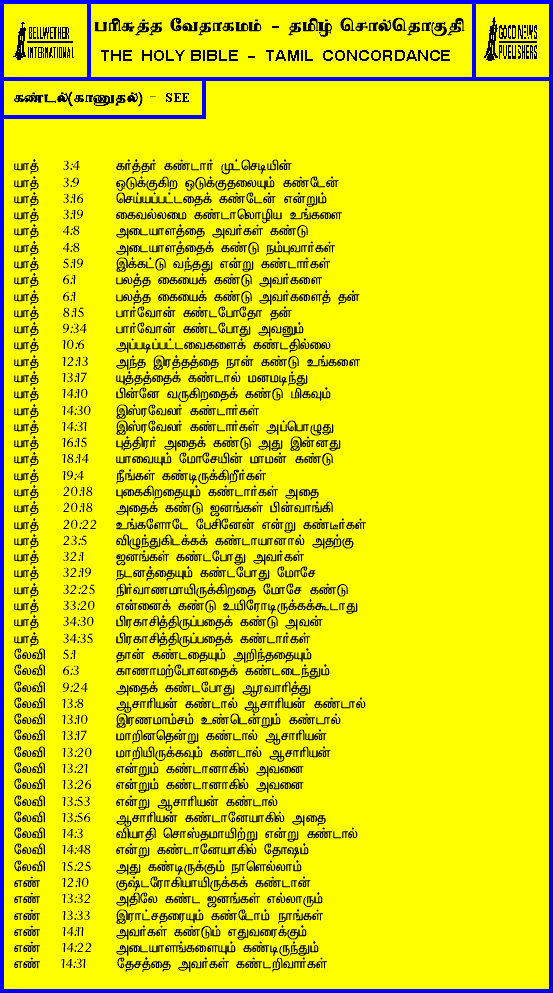 BELLWETHER
INTERNATIONAL
பரிசுத்த வேதாகமம் - தமிழ் சொல்தொகுதி
THE HOLY BIBLE - TAMIL CONCORDANCE
GOOD NEWS
PUBLISHERS
கண்டல்(காணுதல்) - SEE
யாத் 3:4 கர்த்தர் கண்டார் முட்செடியின்
யாத் 3:9 ஒடுக்குகிற ஒடுக்குதலையும் கண்டேன்
யாத் 3:16 செய்யப்பட்டதைக் கண்டேன் என்றும்
யாத் 3:19 கைவல்லமை கண்டாலொழிய உங்களை
யாத் 4:8 அடையாளத்தை அவர்கள் கண்டு
யாத் 4:8 அடையாளத்தைக் கண்டு நம்புவார்கள்
யாத் 5:19 இக்கட்டு வந்தது என்று கண்டார்கள்
யாத் 6:1 பலத்த கையைக் கண்டு அவர்களை
யாத் 6:1 பலத்த கையைக் கண்டு அவர்களைத் தன்
யாத் 8:15 பார்வோன் கண்டபோதோ தன்
யாத் 9:34 பார்வோன் கண்டபோது அவனும்
யாத் 10:6 அப்படிப்பட்டவைகளைக் கண்டதில்லை
யாத் 12:13 அந்த இரத்தத்தை நான் கண்டு உங்களை
யாத் 13:17 யுத்தத்தைக் கண்டால் மனமடிந்து
யாத் 14:10 பின்னே வருகிறதைக் கண்டு மிகவும்
யாத் 14:30 இஸ்ரவேலர் கண்டார்கள்
யாத் 14:31 இஸ்ரவேலர் கண்டார்கள் அப்பொழுது
யாத் 16:15 புத்திரர் அதைக் கண்டு அது இன்னது
யாத் 18:14 யாவையும் மோசேயின் மாமன் கண்டு
யாத் 19:4 நீங்கள் கண்டிருக்கிறீர்கள்
யாத் 20:18 புகைகிறதையும் கண்டார்கள் அதை
யாத் 20:18 அதைக் கண்டு ஜனங்கள் பின்வாங்கி
யாத் 20:22 உங்களோடே பேசினேன் என்று கண்டீர்கள்
யாத் 23:5 விழுந்துகிடக்கக் கண்டாயானால் அதற்கு
யாத் 32:1 ஜனங்கள் கண்டபோது அவர்கள்
யாத் 32:19 நடனத்தையும் கண்டபோது மோசே
யாத் 32:25 நிர்வாணமாயிருக்கிறதை மோசே கண்டு
யாத் 33:20 என்னைக் கண்டு உயிரோடிருக்கக்கூடாது
யாத் 34:30 பிரகாசித்திருப்பதைக் கண்டு அவன்
யாத் 34:35 பிரகாசித்திருப்பதைக் கண்டார்கள்
லேவி 5:1 தான் கண்டதையும் அறிந்ததையும்
லேவி 6:3 காணாமற்போனதைக் கண்டடைந்தும்
லேவி 9:24 அதைக் கண்டபோது ஆரவாரித்து
லேவி 13:8 ஆசாரியன் கண்டால் ஆசாரியன் கண்டால்
லேவி 13:10 இரணமாம்சம் உண்டென்றும் கண்டால்
லேவி 13:17 மாறினதென்று கண்டால் ஆசாரியன்
லேவி 13:20 மாறியிருக்கவும் கண்டால் ஆசாரியன்
லேவி 13:21 என்றும் கண்டானாகில் அவனை
லேவி 13:26 என்றும் கண்டானாகில் அவனை
லேவி 13:53 என்று ஆசாரியன் கண்டால்
லேவி 13:56 ஆசாரியன் கண்டானேயாகில் அதை
லேவி 14:3 வியாதி சொஸ்தமாயிற்று என்று கண்டால்
லேவி 14:48 என்று கண்டானேயாகில் தோஷம்
லேவி 15:25 அது கண்டிருக்கும் நாளெல்லாம்
எண் 12:10 குஷ்டரோகியாயிருக்கக் கண்டான்
எண் 13:32 அதிலே கண்ட ஜனங்கள் எல்லாரும்
எண் 13:33 இராட்சதரையும் கண்டோம் நாங்கள்
எண் 14:11 அவர்கள் கண்டும் எதுவரைக்கும்
எண் 14:22 அடையாளங்களையும் கண்டிருந்தும்
எண் 14:31 தேசத்தை அவர்கள் கண்டறிவார்கள்